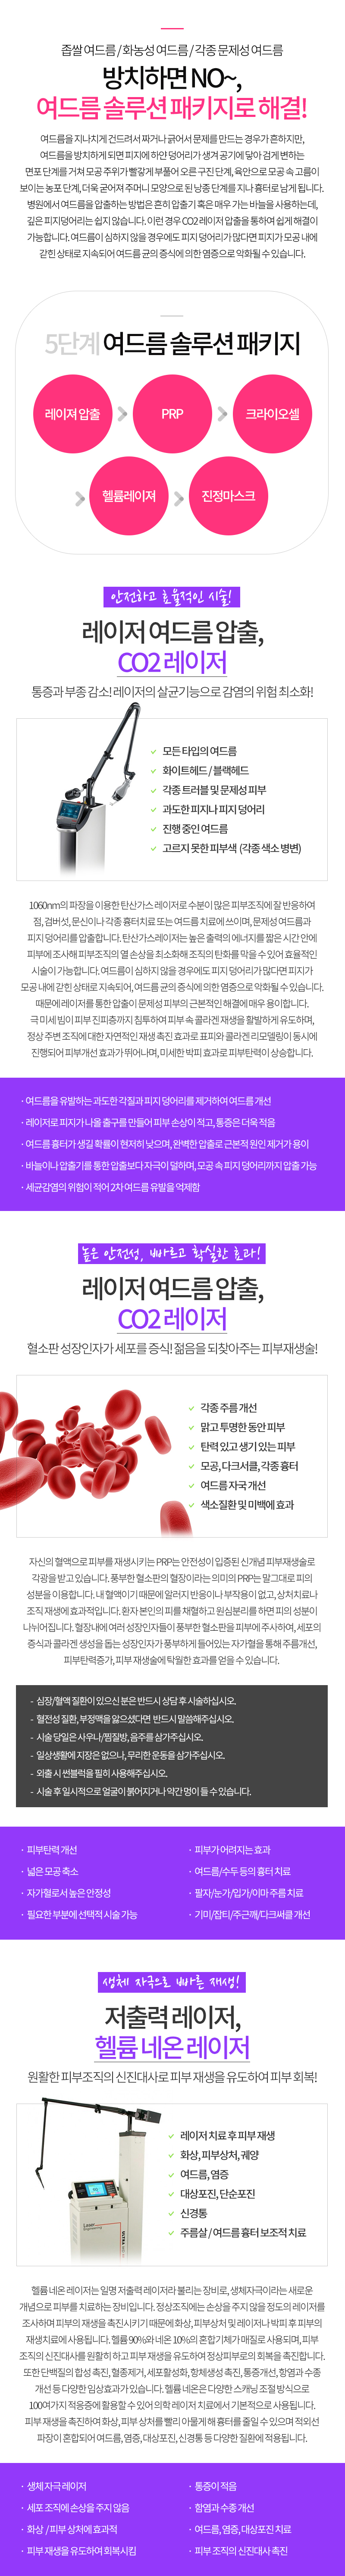 좁쌀 여드름 / 화농성 여드름 / 각종 문제성 여드름
방치하면 NO~,
여드름 솔루션 패키지로 해결!
여드름을 지나치게 건드려서 짜거나 긁어서 문제를 만드는 경우가 흔하지만,
여드름을 방치하게 되면 피지에 하얀 덩어리가 생겨 공기에 닿아 검게 변하는
면포 단계를 거쳐 모공 주위가 빨갛게 부풀어 오른 구진 단계, 육안으로 모공 속 고름이
보이는 농포 단계, 더욱 굳어져 주머니 모양으로 된 낭종 단계를 지나 흉터로 남게 됩니다.
병원에서 여드름을 압출하는 방법은 흔히 압출기 혹은 매우 가는 바늘을 사용하는데,
깊은 피지덩어리는 쉽지 않습니다. 이런 경우 CO2 레이저 압출을 통하여 쉽게 해결이
가능합니다. 여드름이 심하지 않을 경우에도 피지 덩어리가 많다면 피지가 모공 내에
갇힌 상태로 지속되어 여드름 균의 증식에 의한 염증으로 악화될 수 있습니다.
5단계 여드름 솔루션 패키지
레이져 압출
PRP
크라이오셀
헬륨레이져
진정마스크
안전하고 효율적인 시술!
레이저 여드름 압출,
CO2 레이저
통증과 부종 감소! 레이저의 살균기능으로 감염의 위험 최소화!
모든 타입의 여드름
화이트헤드 / 블랙헤드
각종 트러블 및 문제성 피부
과도한 피지나 피지 덩어리
진행 중인 여드름
고르지 못한 피부색 (각종 색소 병변)
1060nm의 파장을 이용한 탄산가스 레이저로 수분이 많은 피부조직에 잘 반응하여
점, 검버섯, 문신이나 각종 흉터치료 또는 여드름 치료에 쓰이며, 문제성 여드름과
피지 덩어리를 압출합니다. 탄산가스레이저는 높은 출력의 에너지를 짧은 시간 안에
피부에 조사해 피부조직의 열 손상을 최소화해 조직의 탄화를 막을 수 있어 효율적인
시술이 가능합니다. 여드름이 심하지 않을 경우에도 피지 덩어리가 많다면 피지가
모공 내에 갇힌 상태로 지속되어, 여드름 균의 증식에 의한 염증으로 악화될 수 있습니다.
때문에 레이저를 통한 압출이 문제성 피부의 근본적인 해결에 매우 용이합니다.
극 미세 빔이 피부 진피층까지 침투하여 피부 속 콜라겐 재생을 활발하게 유도하며,
정상 주변 조직에 대한 자연적인 재생 촉진 효과로 표피와 콜라겐 리모델링이 동시에
진행되어 피부개선 효과가 뛰어나며, 미세한 박피 효과로 피부탄력이 상승합니다.
· 여드름을 유발하는 과도한 각질과 피지 덩어리를 제거하여 여드름 개선
· 레이저로 피지가 나올 출구를 만들어 피부 손상이 적고, 통증은 더욱 적음
· 여드름 흉터가 생길 확률이 현저히 낮으며, 완벽한 압출로 근본적 원인 제거가 용이
· 바늘이나 압출기를 통한 압출보다 자극이 덜하며, 모공 속 피지 덩어리까지 압출 가능
· 세균감염의 위험이 적어 2차 여드름 유발을 억제함
높은 안전성, 빠르고 확실한 효과!
레이저 여드름 압출,
CO2 레이저
혈소판 성장인자가 세포를 증식! 젊음을 되찾아주는 피부재생술!
각종 주름 개선
맑고 투명한 동안 피부
탄력 있고 생기 있는 피부
모공, 다크서클, 각종 흉터
여드름 자국 개선
색소질환 및 미백에 효과
자신의 혈액으로 피부를 재생시키는 PRP는 안전성이 입증된 신개념 피부재생술로
각광을 받고 있습니다. 풍부한 혈소판의 혈장이라는 의미의 PRP는 말그대로 피의
성분을 이용합니다. 내 혈액이기 때문에 알러지 반응이나 부작용이 없고, 상처치료나
조직 재생에 효과적입니다. 환자 본인의 피를 채혈하고 원심분리를 하면 피의 성분이
나뉘어집니다. 혈장내에 여러 성장인자들이 풍부한 혈소판을 피부에 주사하여, 세포의
증식과 콜라겐 생성을 돕는 성장인자가 풍부하게 들어있는 자가혈을 통해 주름개선,
피부탄력증가, 피부 재생술에 탁월한 효과를 얻을 수 있습니다.
- 심장/혈액 질환이 있으신 분은 반드시 상담 후 시술하십시오.
- 혈전성 질환, 부정맥을 앓으셨다면 반드시 말씀해주십시오.
- 시술 당일은 사우나/찜질방, 음주를 삼가주십시오.
- 일상생활에 지장은 없으나, 무리한 운동을 삼가주십시오.
- 외출 시 썬블럭을 필히 사용해주십시오.
- 시술 후 일시적으로 얼굴이 붉어지거나 약간 멍이 들 수 있습니다.
· 피부탄력 개선
· 피부가 어려지는 효과
· 넓은 모공 축소
· 여드름/수두 등의 흉터 치료
· 자가혈로서 높은 안정성
· 팔자/눈가/입가/이마 주름 치료
· 필요한 부분에 선택적 시술 가능
· 기미/잡티/주근깨/다크써클 개선
생체 자극으로 빠른 재생!
저출력 레이저,
헬륨 네온 레이저
원활한 피부조직의 신진대사로 피부 재생을 유도하여 피부 회복!
레이저 치료 후 피부 재생
화상, 피부상처, 궤양
여드름, 염증
대상포진, 단순포진
신경통
주름살 / 여드름 흉터 보조적 치료
헬륨 네온 레이저는 일명 저출력 레이저라 불리는 장비로, 생체자극이라는 새로운
개념으로 피부를 치료하는 장비입니다. 정상조직에는 손상을 주지 않을 정도의 레이저를
조사하며 피부의 재생을 촉진시키기 때문에 화상, 피부상처 및 레이저나 박피 후 피부의
재생치료에 사용됩니다. 헬륨 90%와 네온 10%의 혼합기체가 매질로 사용되며, 피부
조직의 신진대사를 원활히 하고 피부 재생을 유도하여 정상피부로의 회복을 촉진합니다.
또한 단백질의 합성 촉진, 혈종제거, 세포활성화, 항체생성 촉진, 통증개선, 항염과 수종
개선 등 다양한 임상효과가 있습니다. 헬륨 네온은 다양한 스캐닝 조절 방식으로
100여가지 적응증에 활용할 수 있어 의학 레이저 치료에서 기본적으로 사용됩니다.
피부 재생을 촉진하여 화상, 피부 상처를 빨리 아물게 해 흉터를 줄일 수 있으며 적외선
파장이 혼합되어 여드름, 염증, 대상포진, 신경통 등 다양한 질환에 적용됩니다.
· 생체 자극 레이저
· 통증이 적음
· 세포 조직에 손상을 주지 않음
· 항염과 수종 개선
· 화상 / 피부 상처에 효과적
· 여드름, 염증, 대상포진 치료
· 피부 재생을 유도하여 회복시킴
· 피부 조직의 신진대사 촉진